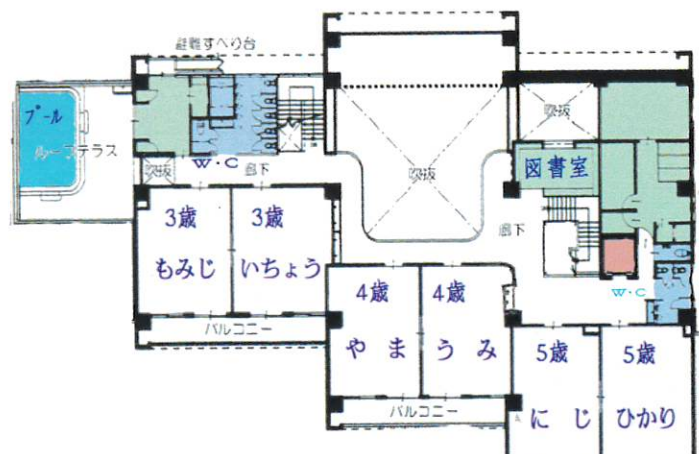 避難すべり台
プール
ルーフテラス
吹抜
W・C
廊下
吹抜
吹抜
図書室
廊下
W・C
3歳
もみじ
3歳
いちょう
バルコニー
4歳
やま
4歳
うみ
バルコニー
5歳
にじ
5歳
ひかり